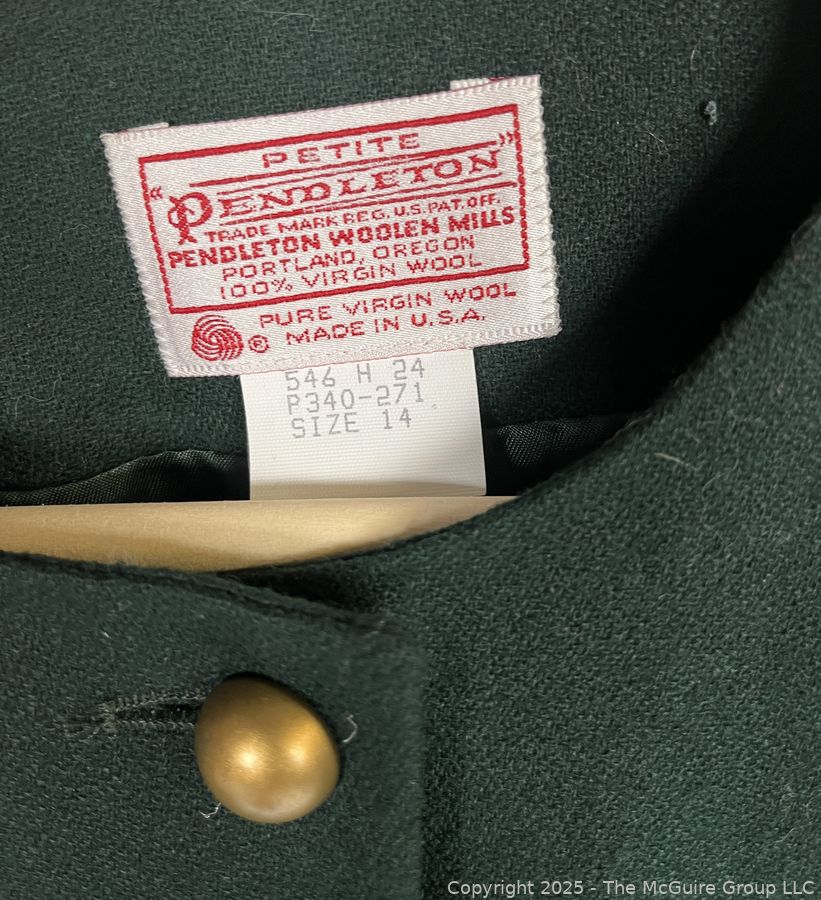 PETITE
"PENDLETON"
TRADE MARK REG. U.S. PAT. OFF.
PENDLETON WOOLEN MILLS
PORTLAND, OREGON
100% VIRGIN WOOL
PURE VIRGIN WOOL
® MADE IN U.S.A.
546 H 24
P340-271
SIZE 14
Copyright 2025 - The McGuire Group LLC